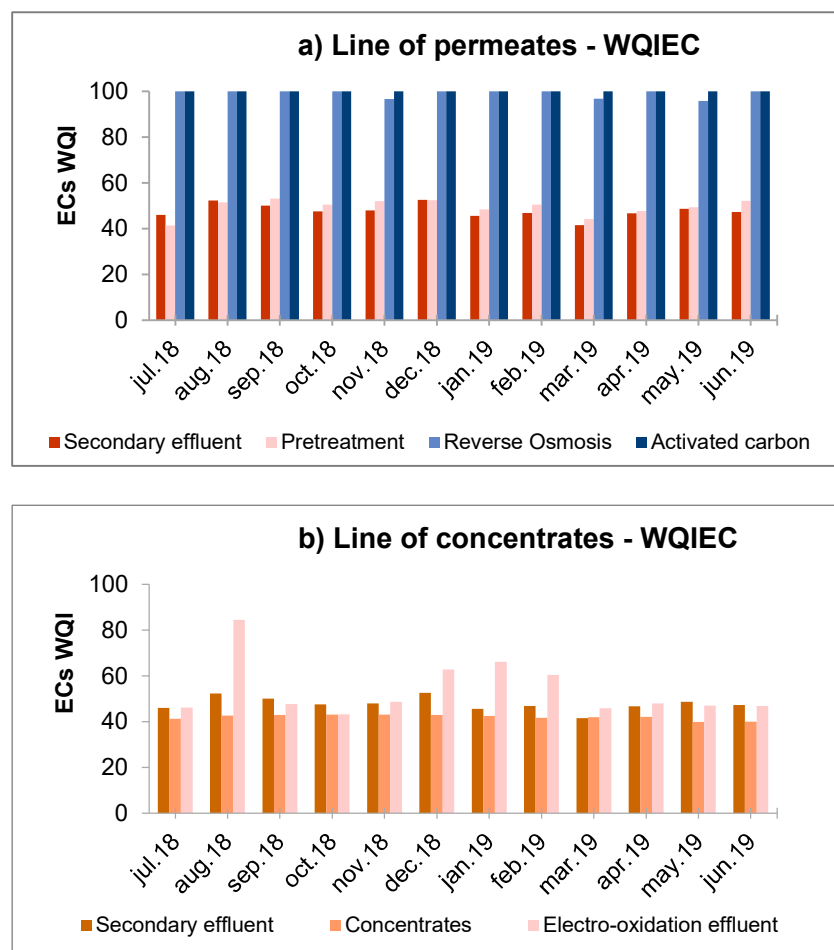 a) Line of permeates - WQIEC
ECs WQI
100
80
60
40
20
0
jul. 18 aug. 18 sep. 18 oct. 18 nov. 18 dec. 18 jan. 19 feb. 19 mar. 19 apr. 19 may. 19 jun. 19
Secondary effluent Pretreatment Reverse Osmosis Activated carbon
b) Line of concentrates - WQIEC
ECs WQI
100
80
60
40
20
0
jul. 18 aug. 18 sep. 18 oct. 18 nov. 18 dec. 18 jan. 19 feb. 19 mar. 19 apr. 19 may. 19 jun. 19
Secondary effluent Concentrates Electro-oxidation effluent